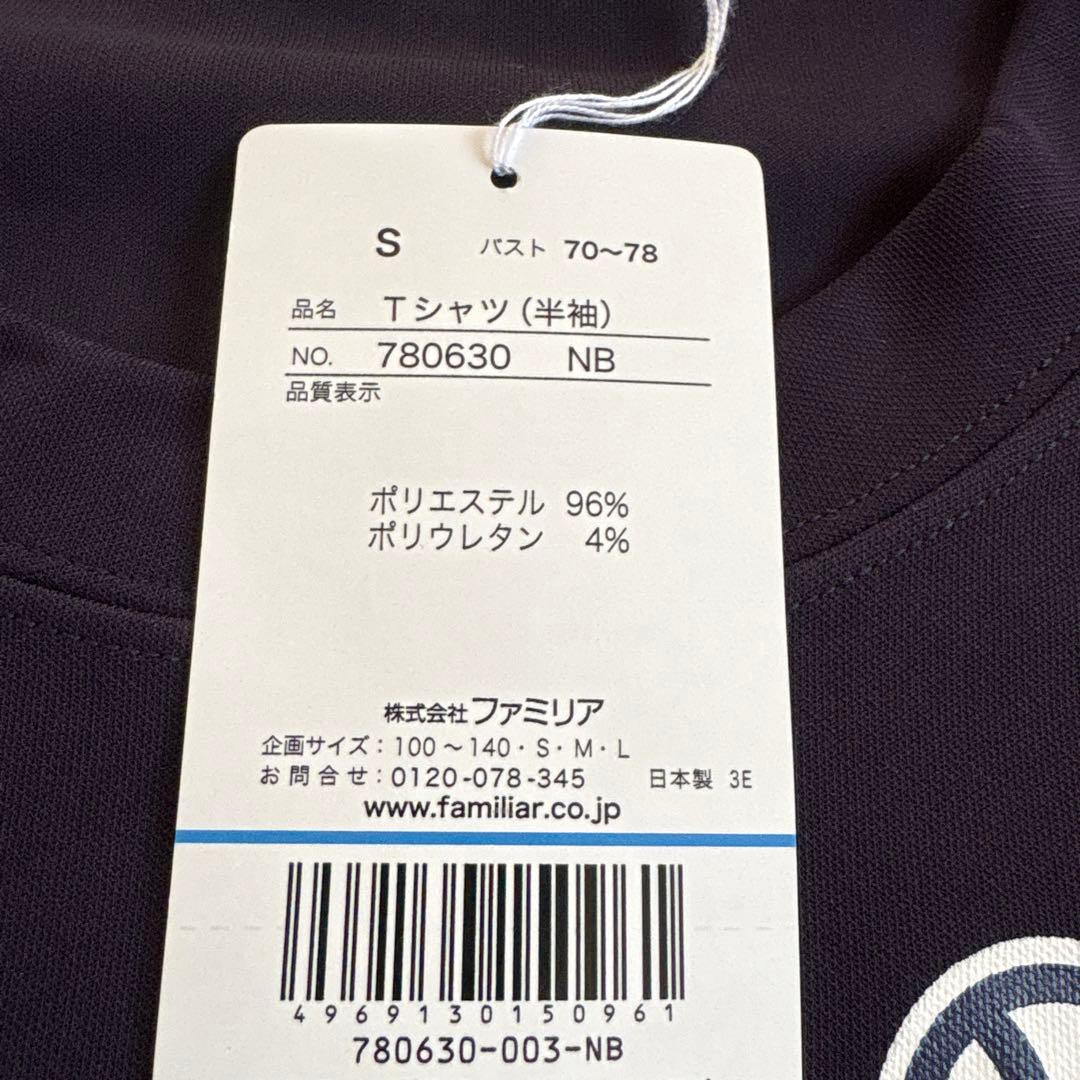 S バスト 70〜78
品名 Tシャツ(半袖)
NO. 780630 NB
品質表示
ポリエステル 96%
ポリウレタン 4%
株式会社ファミリア
企画サイズ：100〜140・S・M・L
お問合せ：0120-078-345 日本製 3E
www.familiar.co.jp
4969130150961
780630-003-NB